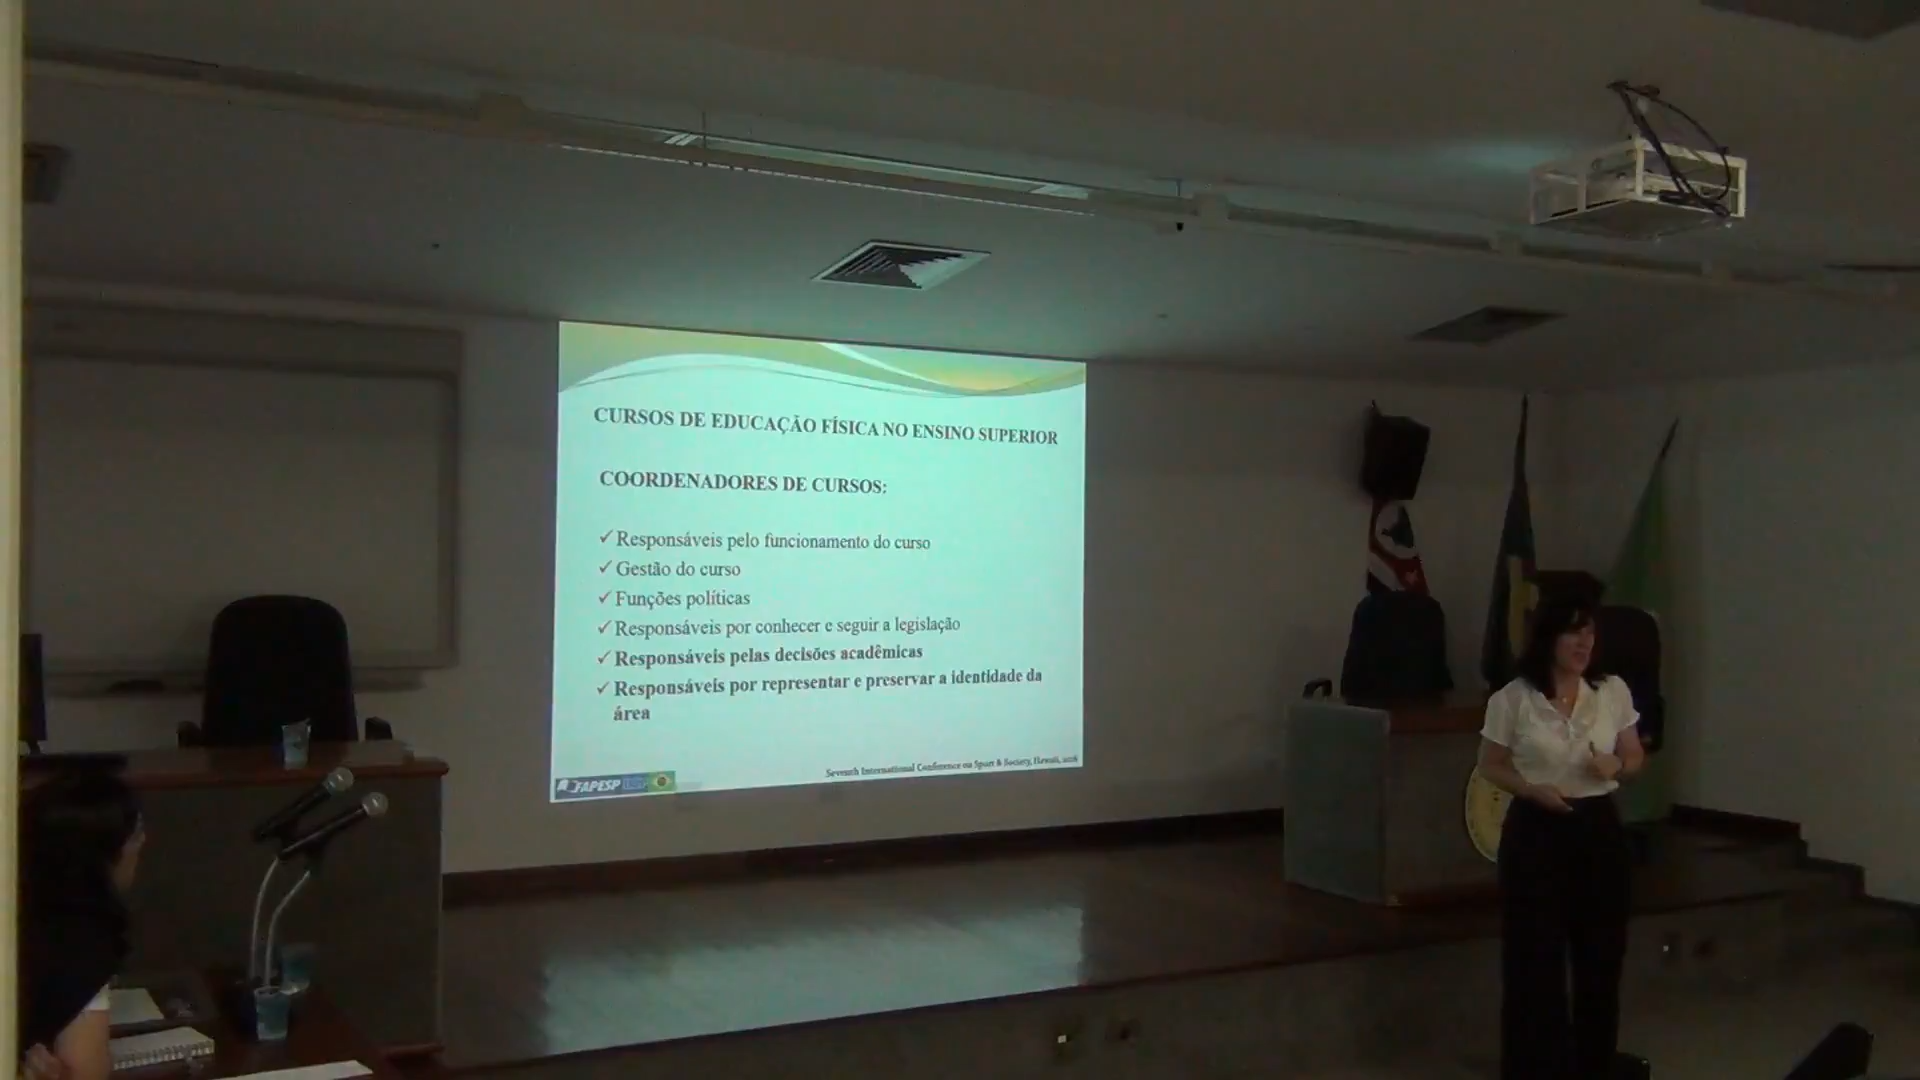 CURSOS DE EDUCAÇÃO FÍSICA NO ENSINO SUPERIOR
COORDENADORES DE CURSOS:
✓ Responsáveis pelo funcionamento do curso
✓ Gestão do curso
✓ Funções políticas
✓ Responsáveis por conhecer e seguir a legislação
✓ Responsáveis pelas decisões acadêmicas
✓ Responsáveis por representar e preservar a identidade da
área
Seventh International Conference on Sport & Society, Hawaii, 2016
FAPESP